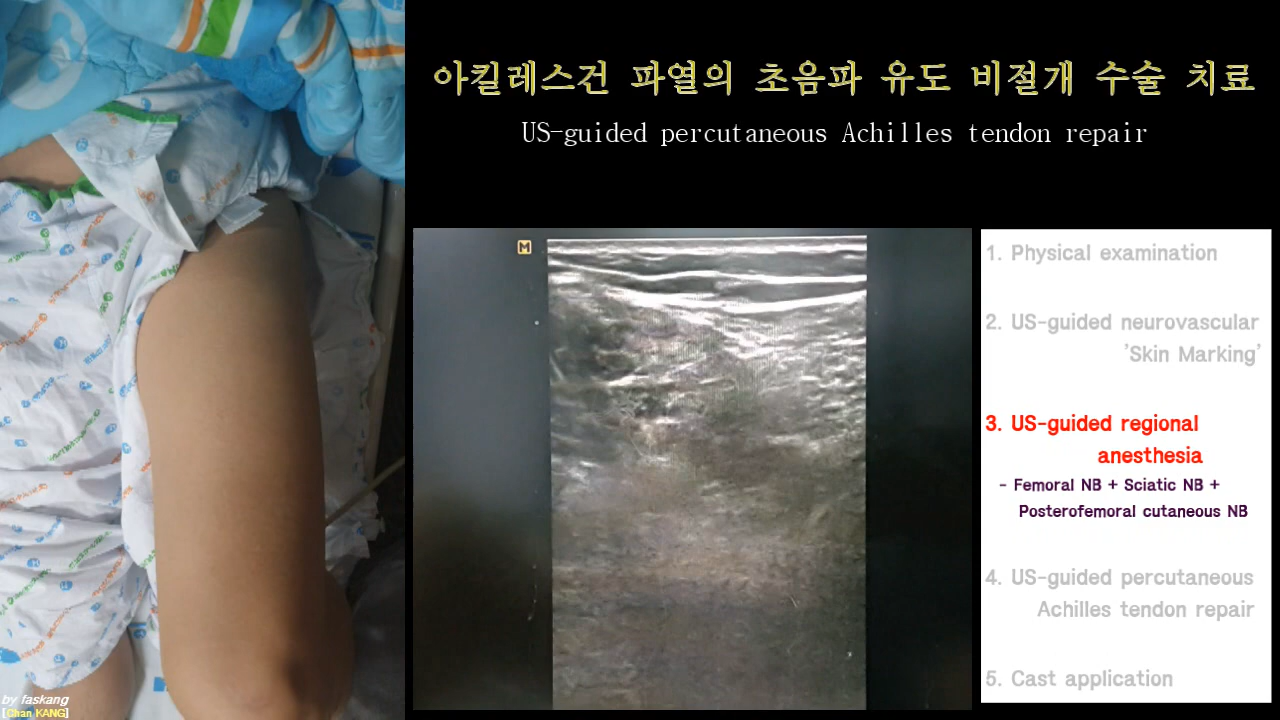 아킬레스건 파열의 초음파 유도 비절개 수술 치료
US-guided percutaneous Achilles tendon repair
M
1. Physical examination
2. US-guided neurovascular
'Skin Marking'
3. US-guided regional
anesthesia
- Femoral NB + Sciatic NB +
Posterofemoral cutaneous NB
4. US-guided percutaneous
Achilles tendon repair
5. Cast application
by faskang
[Chan KANG]